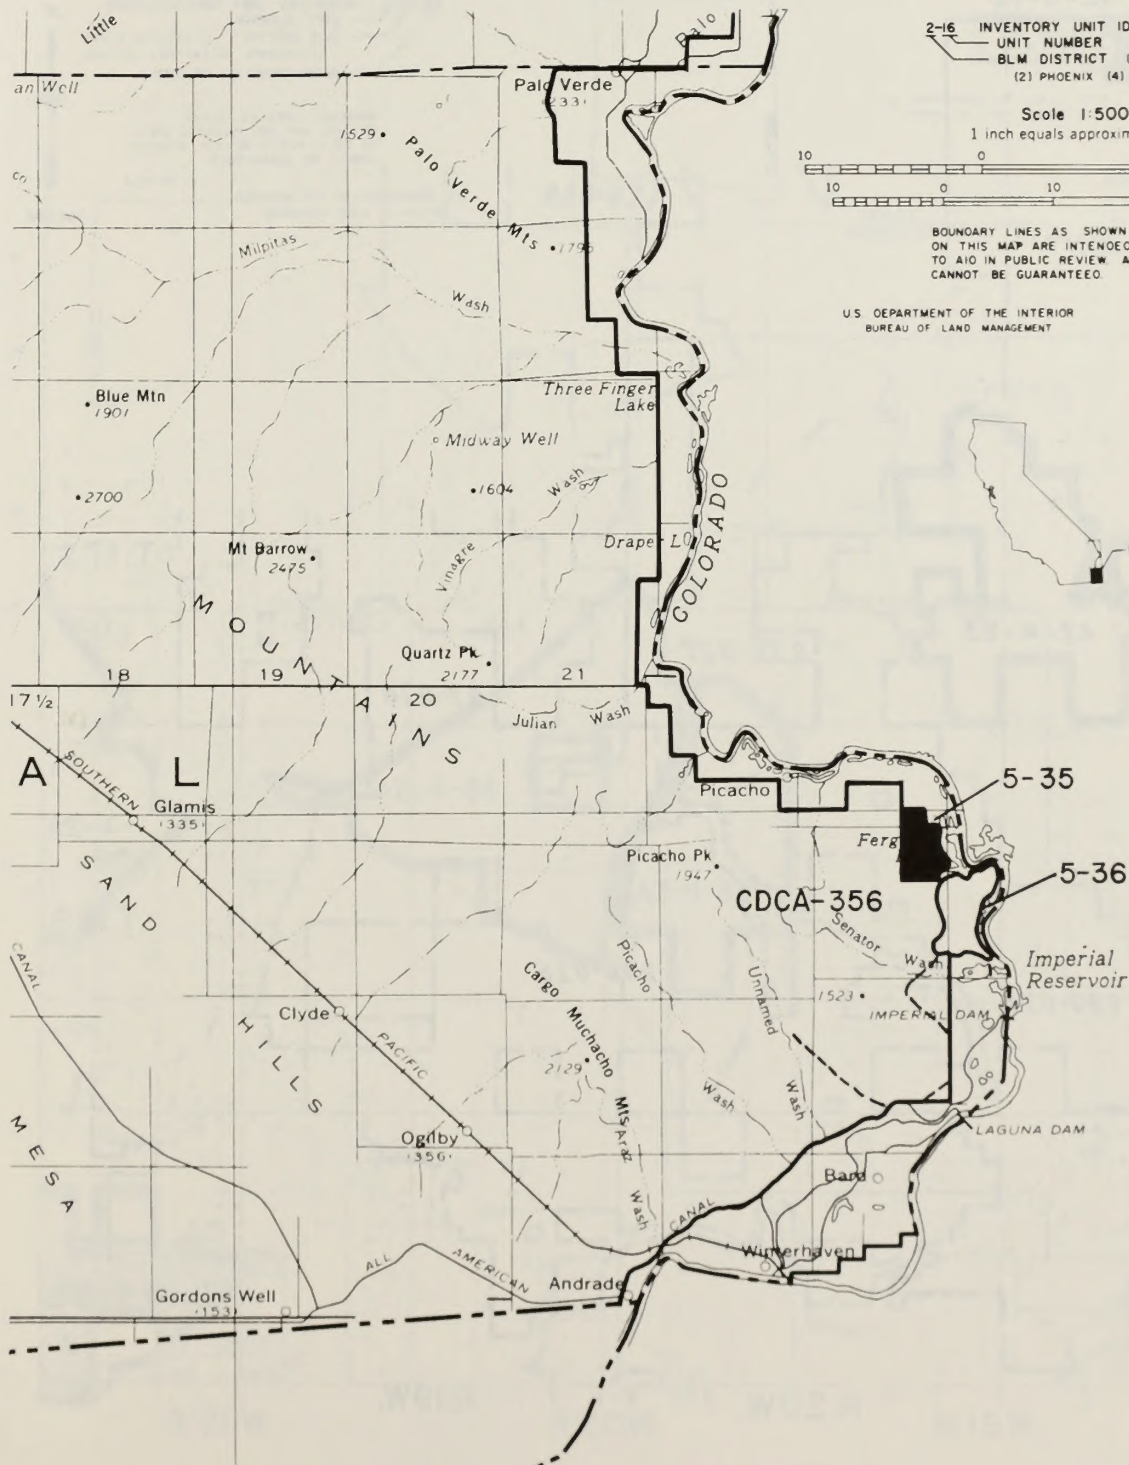 Little
Palo
2-16 INVENTORY UNIT
UNIT NUMBER
BLM DISTRICT
(2) PHOENIX (4)
Scale 1:500
1 inch equals
10 0
10 0 10
BOUNDARY LINES AS SHOWN
ON THIS MAP ARE INTENDED
TO AID IN PUBLIC REVIEW. A
CANNOT BE GUARANTEED.
U.S. DEPARTMENT OF THE INTERIOR
BUREAU OF LAND MANAGEMENT
an Well
Palo Verde
(233)
1529
Palo Verde Mts
1795
Milpitas
Wash
Blue Mtn
1901
Three Finger
Lake
Midway Well
2700
1604
Wash
Vinagre
Mt Barrow
2475
Draper L
COLORADO
MOUNTAINS
Quartz Pk
2177
18 19 20 21
17 1/2
Julian Wash
A L
SOUTHERN
Glamis
(335)
Picacho
5-35
Ferg
Picacho Pk
1947
5-36
CDCA-356
SAND
HILLS
Senator
Wash
Imperial
Reservoir
CANAL
Picacho
Wash
Unnamed
Wash
1523
IMPERIAL DAM
Cargo
Muchacho
Mts
2129
Clyde
PACIFIC
MESA
Araz
Wash
Ogilby
(356)
LAGUNA DAM
Bard
CANAL
Winterhaven
ALL
AMERICAN
Andrade
Gordons Well
(153)